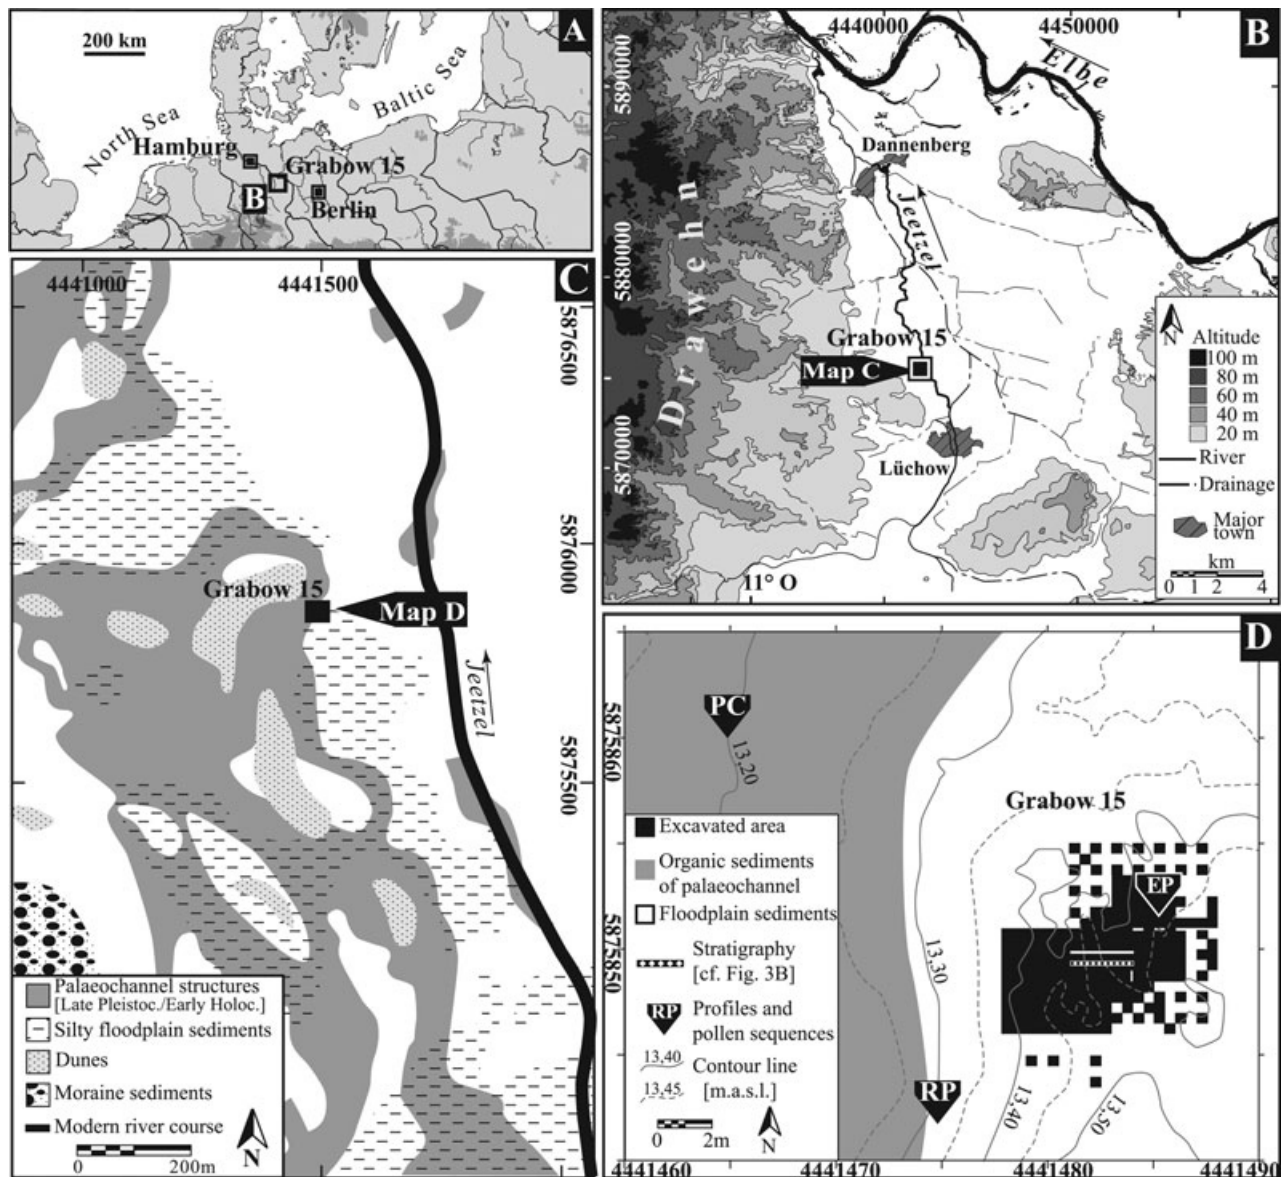 A
200 km
North Sea
Baltic Sea
Hamburg
Grabow 15
B
Berlin
B
4440000
4450000
5890000
5880000
5870000
Elbe
Dannenberg
Jeetzel
Drawehn
Grabow 15
Map C
Lüchow
11° O
N
Altitude
100 m
80 m
60 m
40 m
20 m
River
Drainage
Major
town
km
0 1 2 4
C
4441000
4441500
5876500
5876000
5875500
Grabow 15
Map D
Jeetzel
Palaeochannel structures
[Late Pleistoc./Early Holoc.]
Silty floodplain sediments
Dunes
Moraine sediments
Modern river course
0 200m
N
D
PC
13,20
5875860
5875850
Grabow 15
EP
13,30
RP
13,40
13,50
Excavated area
Organic sediments
of palaeochannel
Floodplain sediments
Stratigraphy
[cf. Fig. 3B]
RP
Profiles and
pollen sequences
13,40
Contour line
13,45
[m.a.s.l.]
0 2m
N
4441460
4441470
4441480
4441490